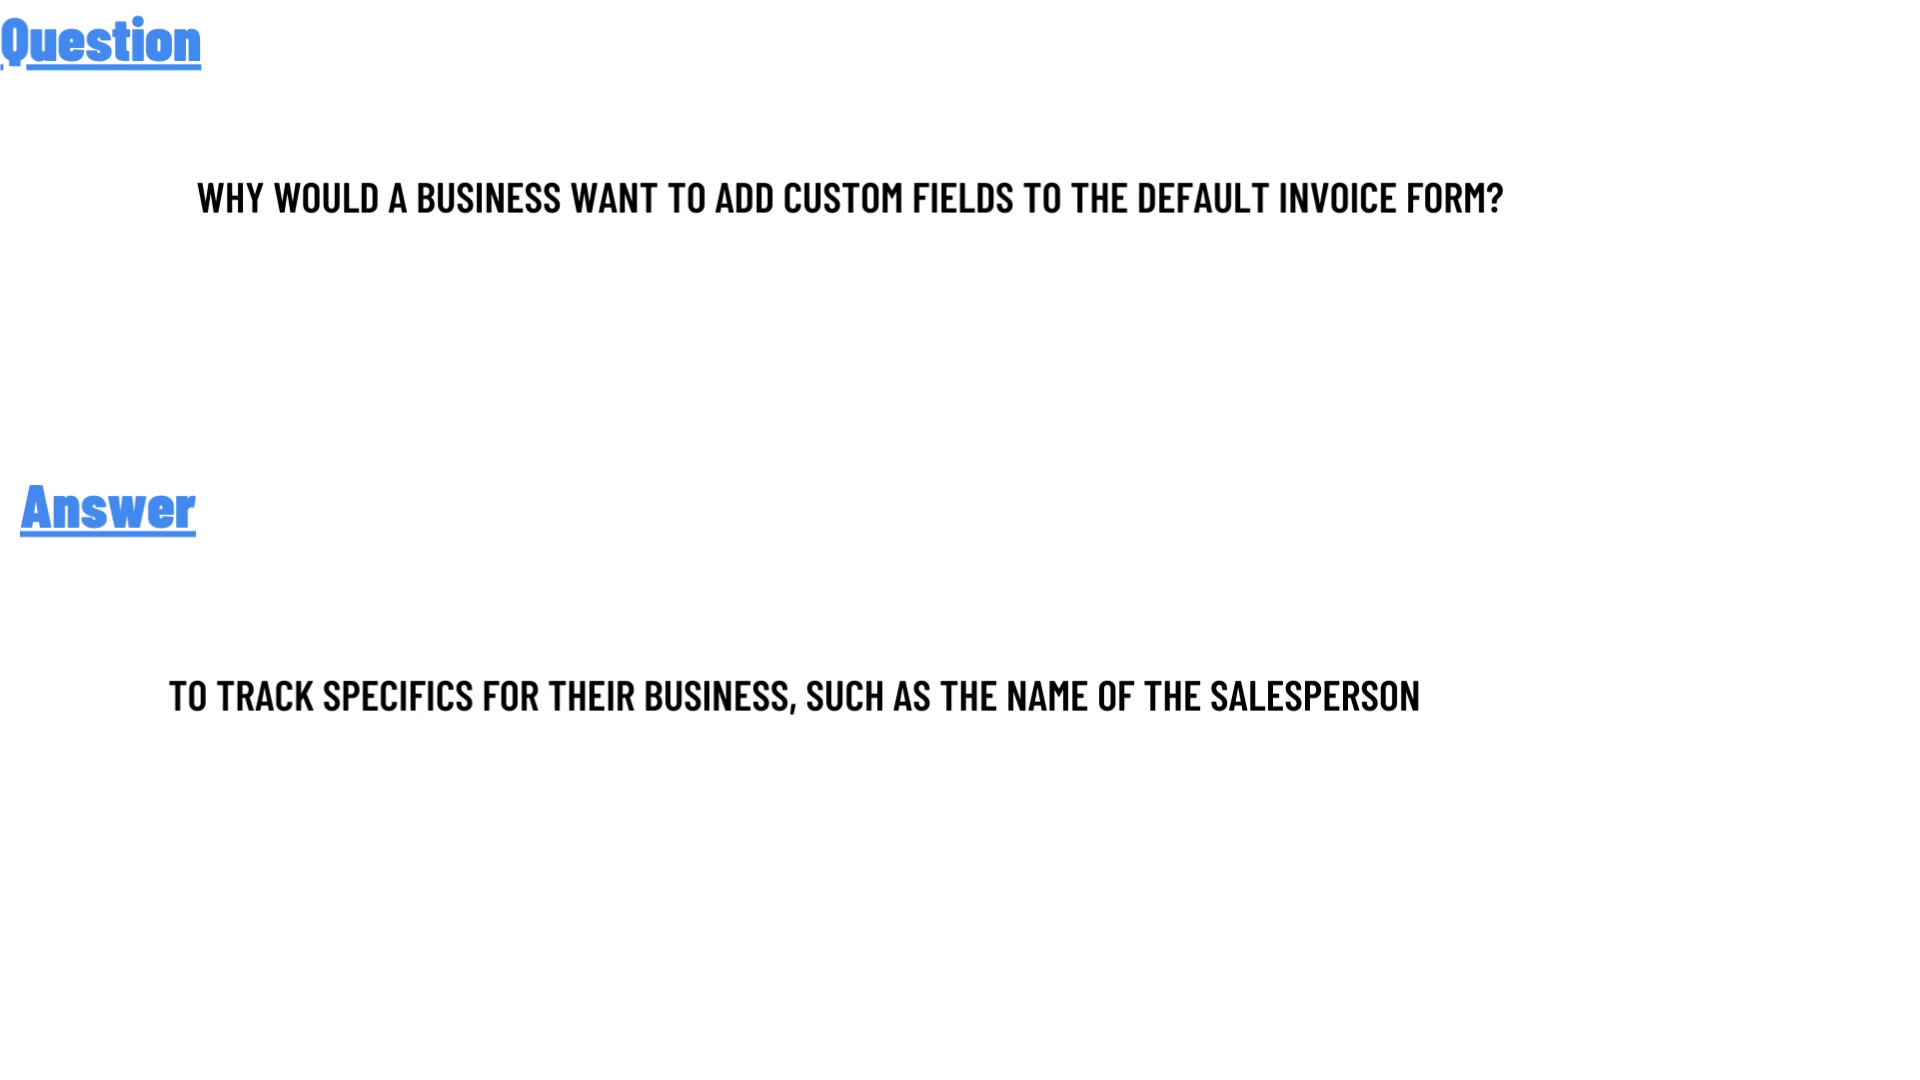 Question
WHY WOULD A BUSINESS WANT TO ADD CUSTOM FIELDS TO THE DEFAULT INVOICE FORM?
Answer
TO TRACK SPECIFICS FOR THEIR BUSINESS, SUCH AS THE NAME OF THE SALESPERSON